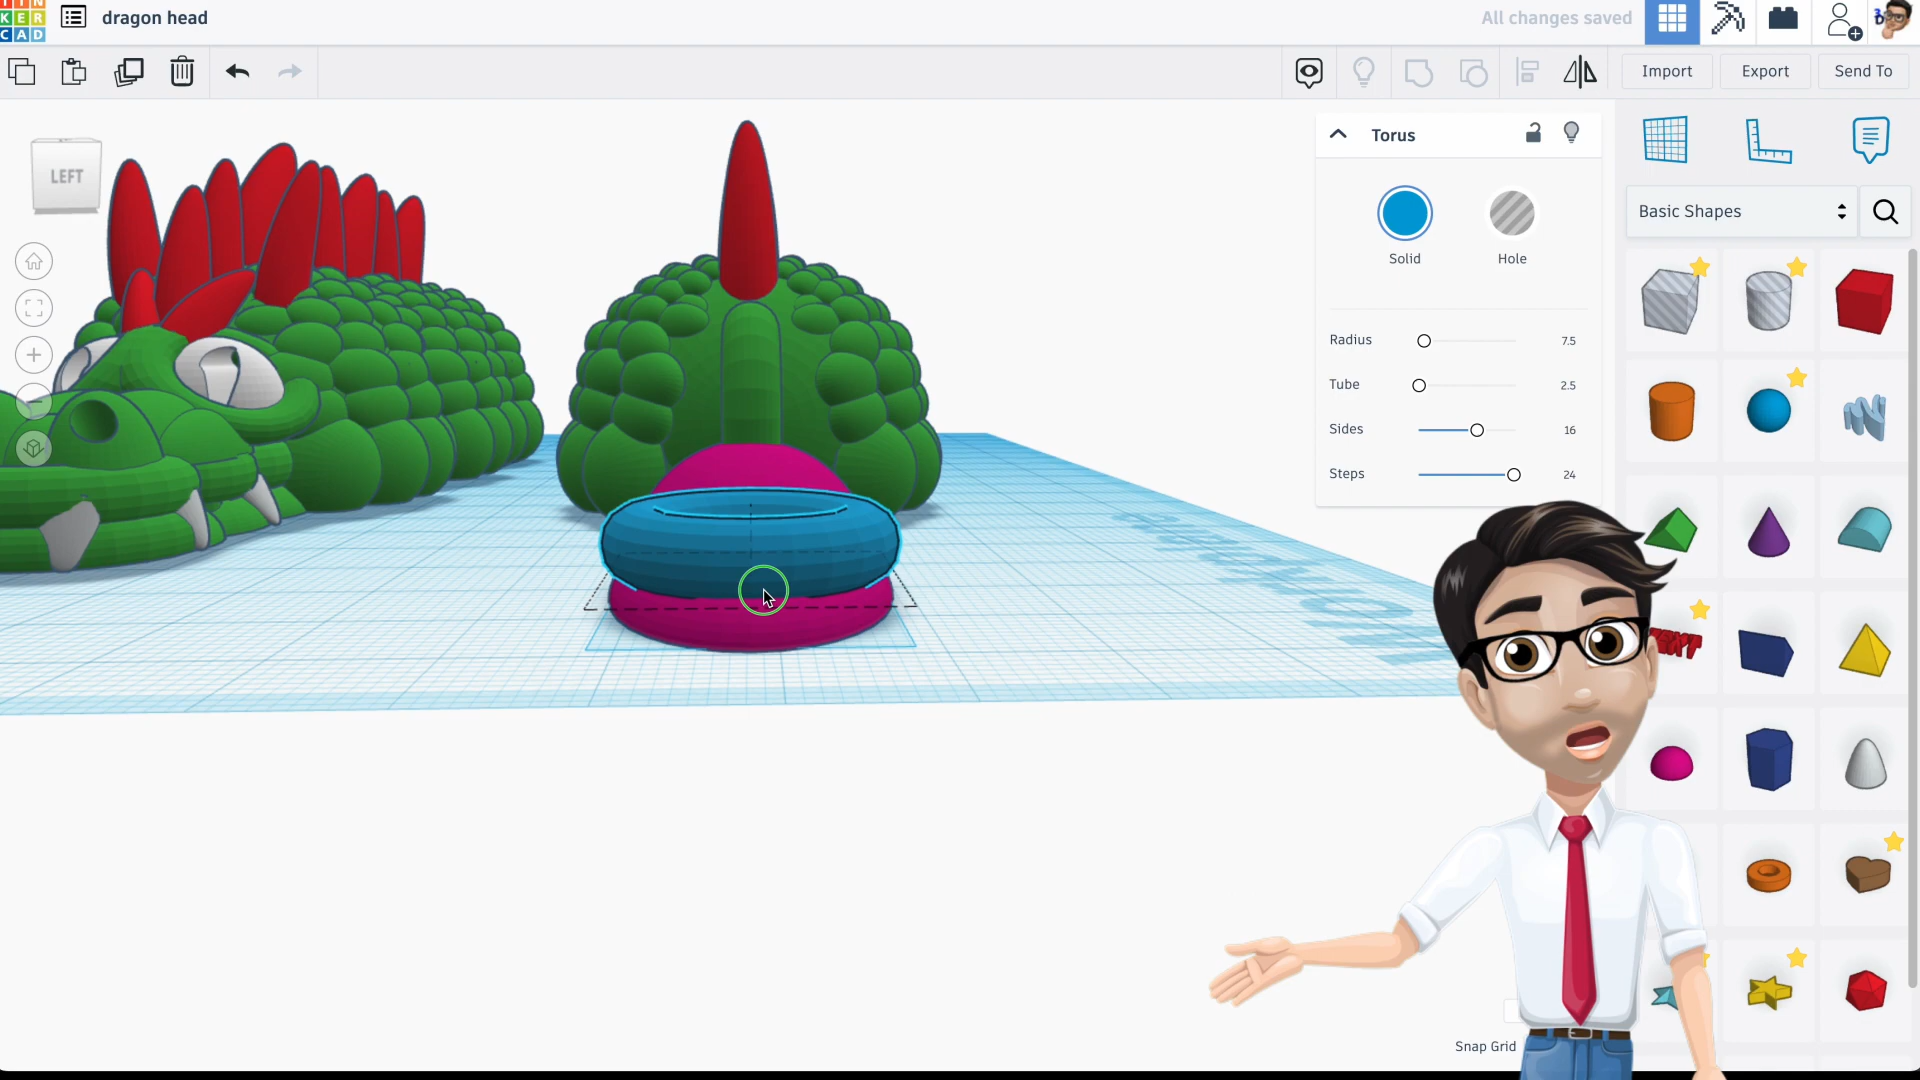 TIN
KER
CAD
dragon head
All changes saved
Import
Export
Send To
LEFT
Torus
Solid
Hole
Radius
7.5
Tube
2.5
Sides
16
Steps
24
Basic Shapes
Snap Grid